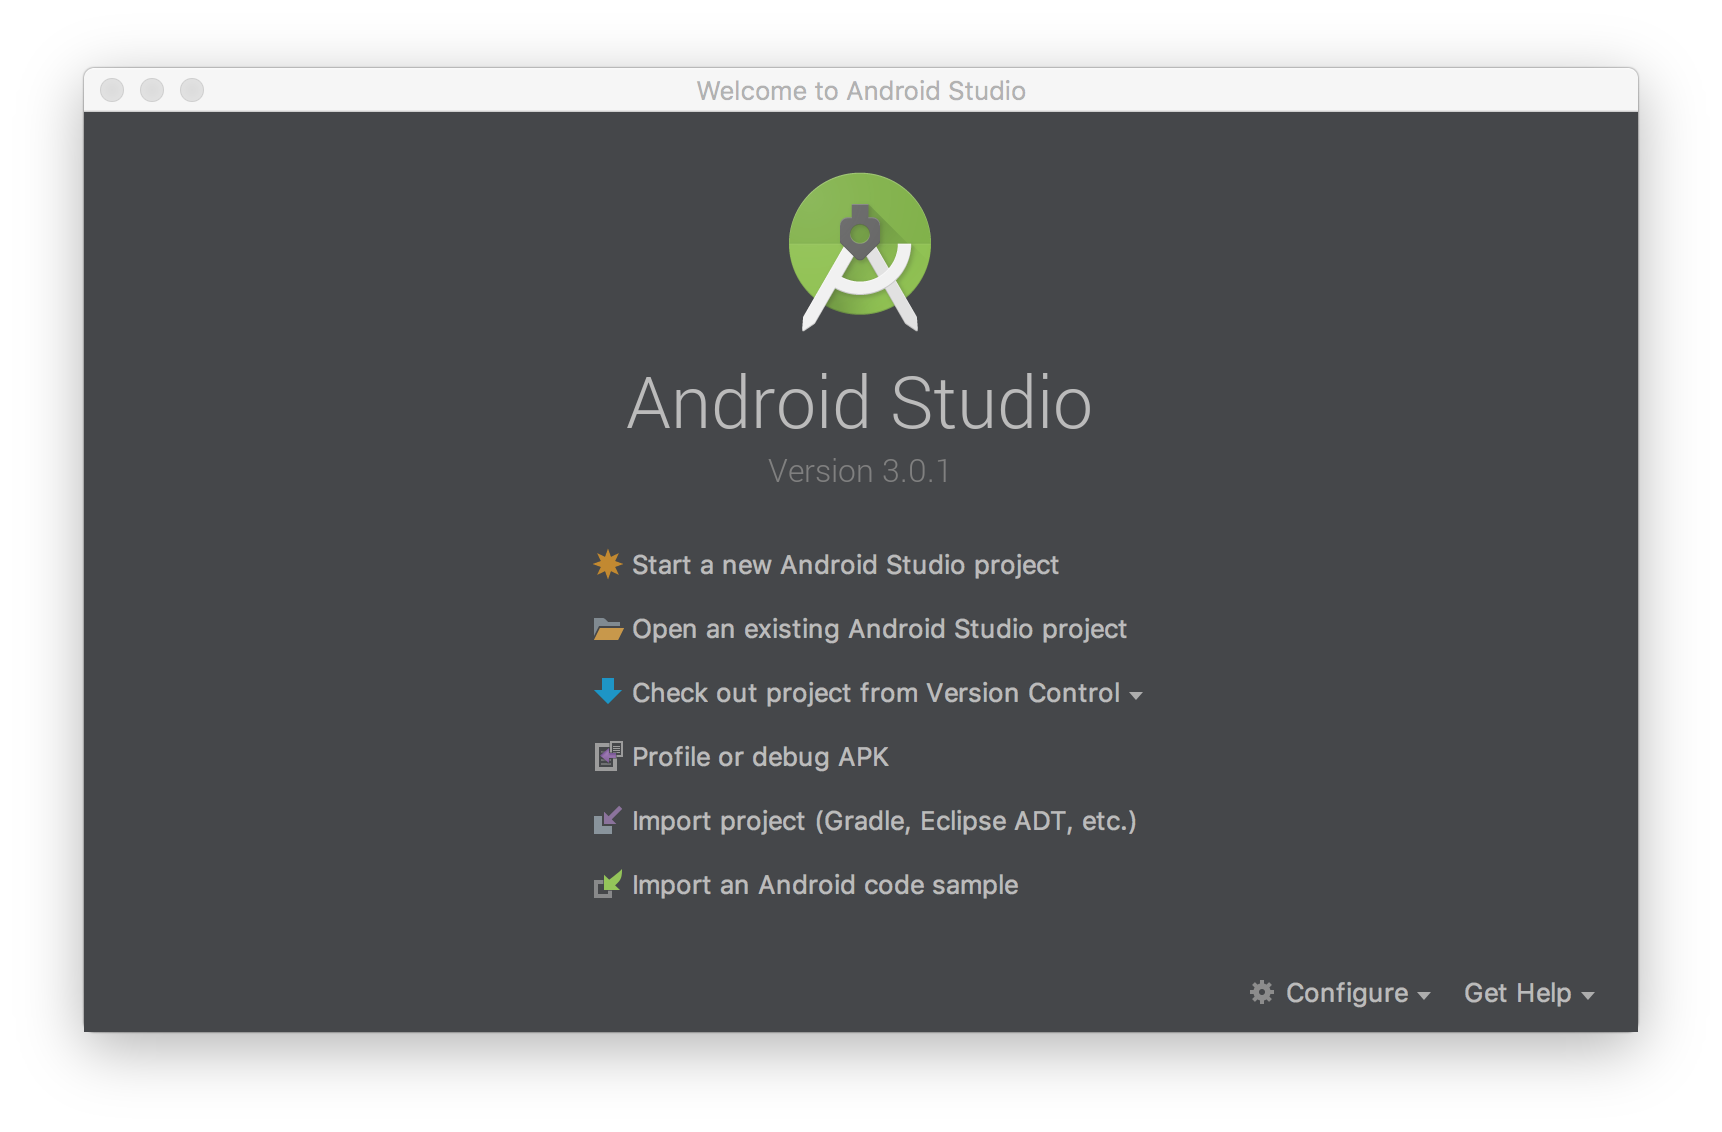 Welcome to Android Studio
Android Studio
Version 3.0.1
Start a new Android Studio project
Open an existing Android Studio project
Check out project from Version Control
Profile or debug APK
Import project (Gradle, Eclipse ADT, etc.)
Import an Android code sample
Configure
Get Help